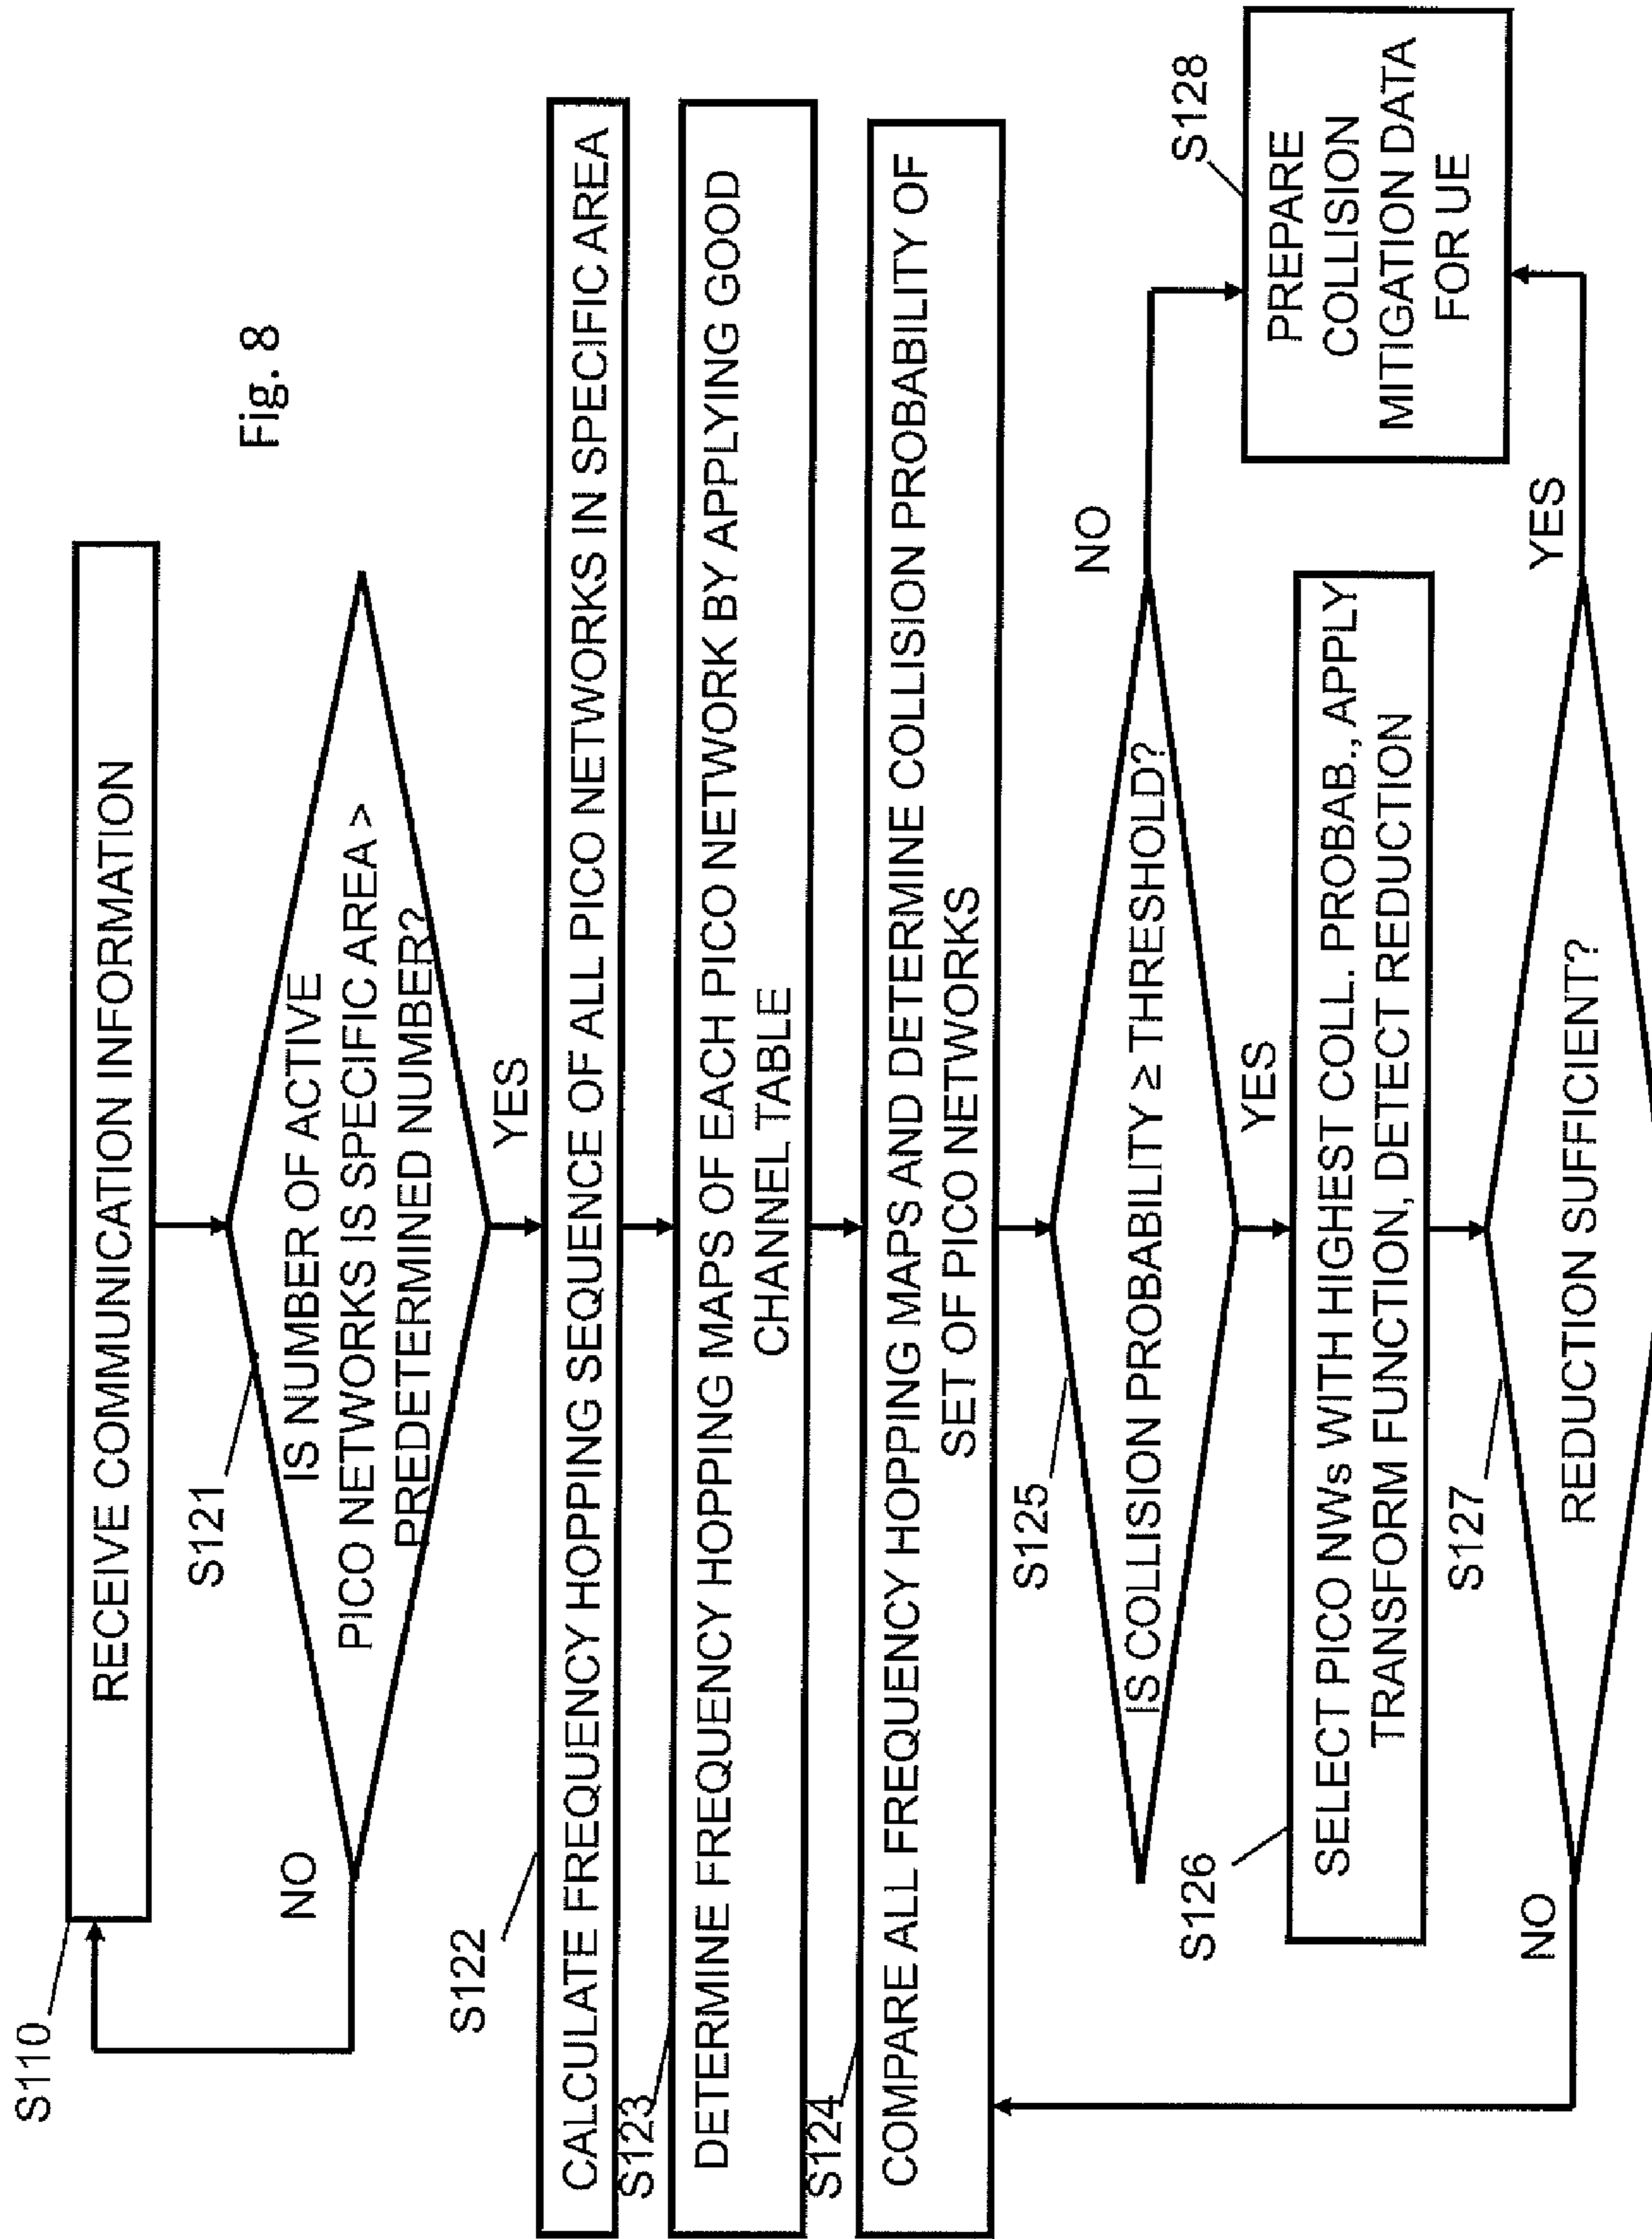 Fig. 8
S110
RECEIVE COMMUNICATION INFORMATION
S121
IS NUMBER OF ACTIVE
PICO NETWORKS IS SPECIFIC AREA >
PREDETERMINED NUMBER?
NO
YES
S122
CALCULATE FREQUENCY HOPPING SEQUENCE OF ALL PICO NETWORKS IN SPECIFIC AREA
S123
DETERMINE FREQUENCY HOPPING MAPS OF EACH PICO NETWORK BY APPLYING GOOD
CHANNEL TABLE
S124
COMPARE ALL FREQUENCY HOPPING MAPS AND DETERMINE COLLISION PROBABILITY OF
SET OF PICO NETWORKS
S125
IS COLLISION PROBABILITY ≥ THRESHOLD?
NO
YES
S126
SELECT PICO NWs WITH HIGHEST COLL. PROBAB., APPLY
TRANSFORM FUNCTION, DETECT REDUCTION
S127
REDUCTION SUFFICIENT?
NO
YES
S128
PREPARE
COLLISION
MITIGATION DATA
FOR UE